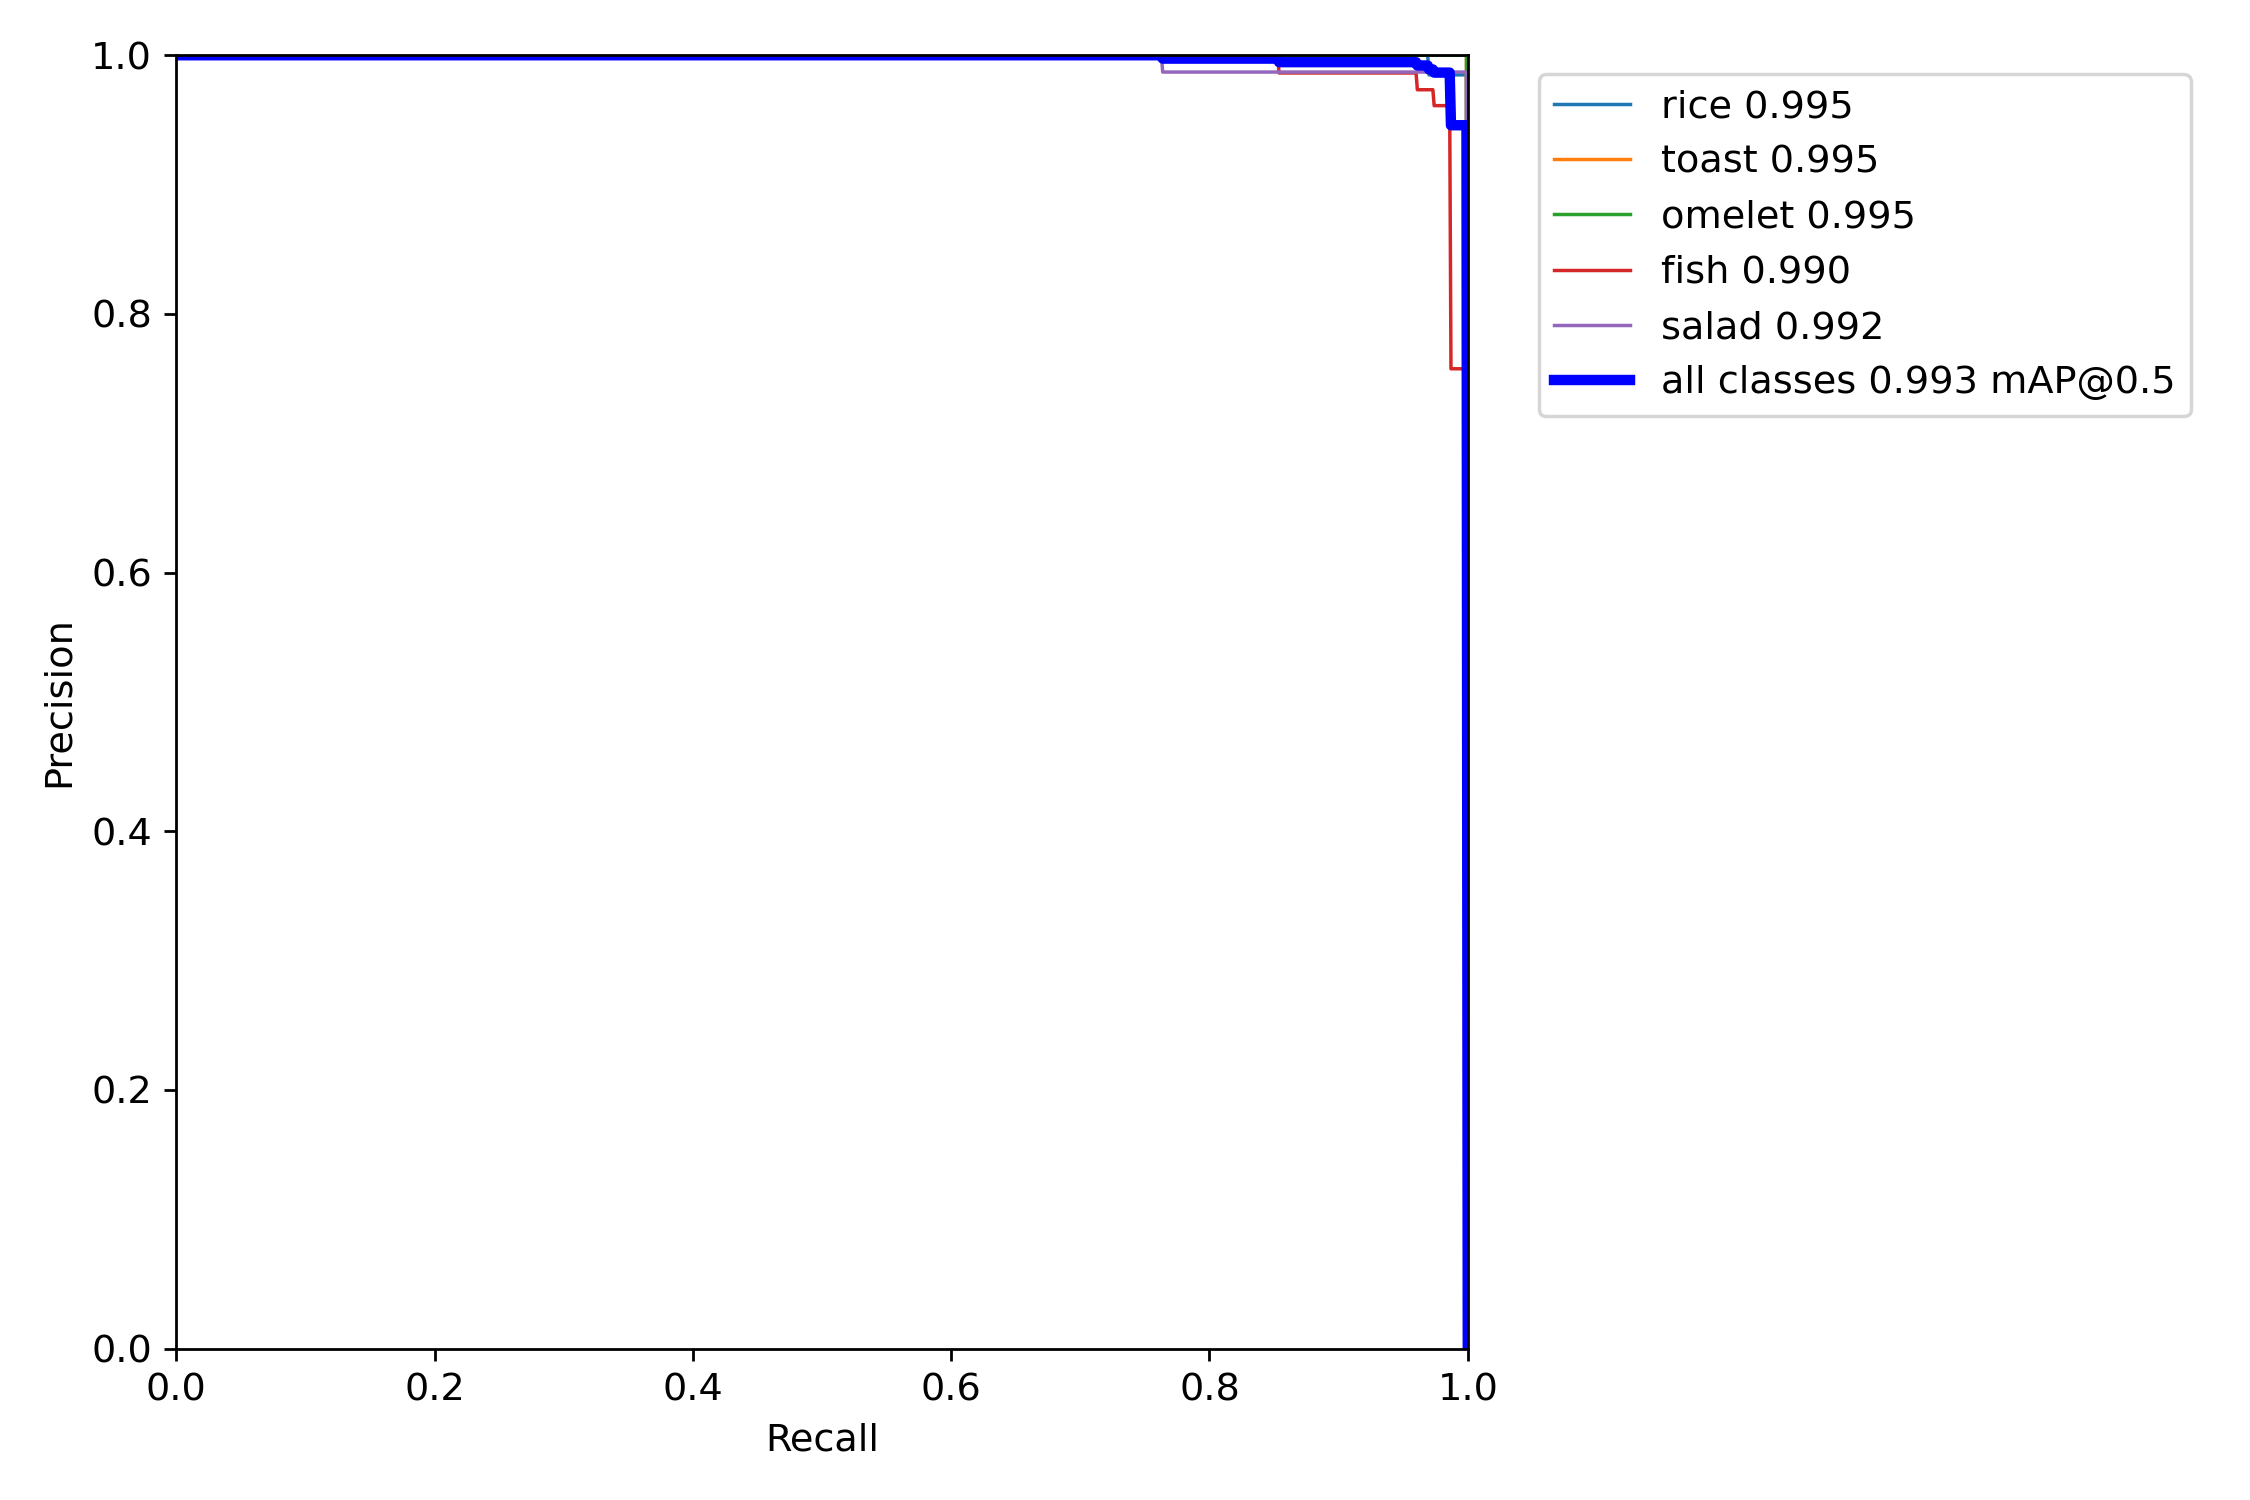 1.0
0.8
0.6
0.4
0.2
0.0
Precision
0.0 0.2 0.4 0.6 0.8 1.0
Recall
rice 0.995
toast 0.995
omelet 0.995
fish 0.990
salad 0.992
all classes 0.993 mAP@0.5